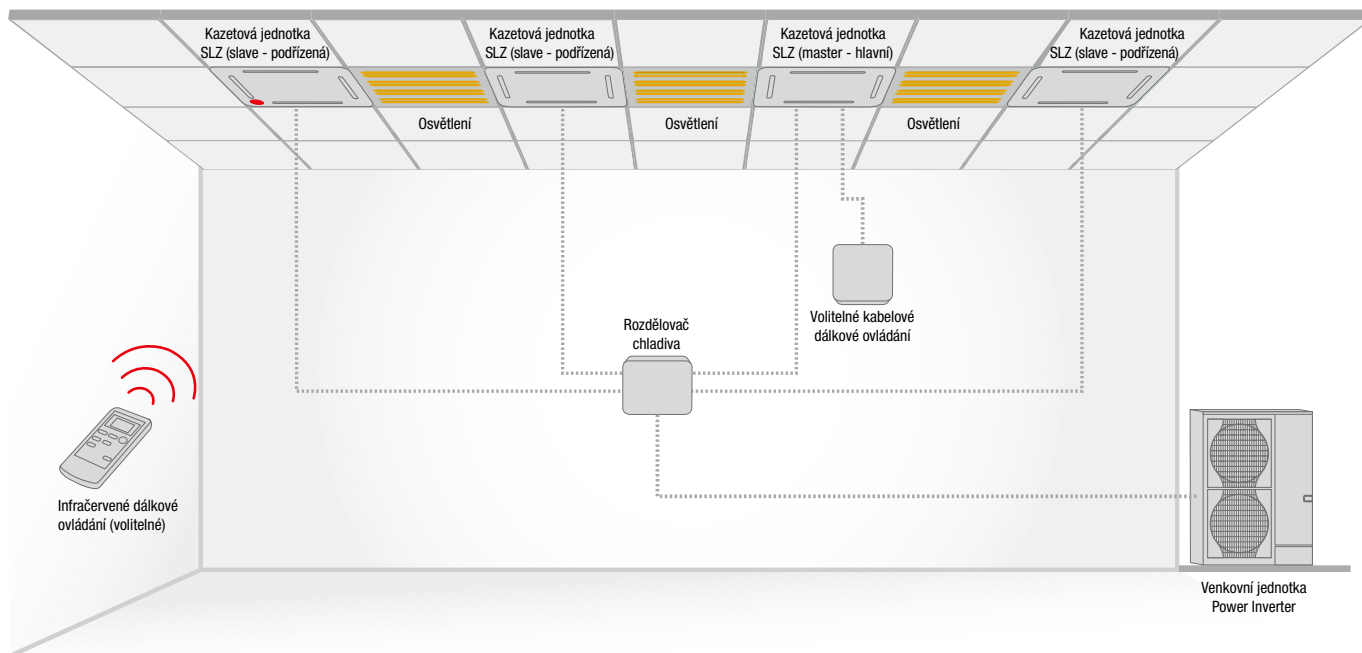 Kazetová jednotka
SLZ (slave - podřízená)
Kazetová jednotka
SLZ (slave - podřízená)
Kazetová jednotka
SLZ (master - hlavní)
Kazetová jednotka
SLZ (slave - podřízená)
Osvětlení
Osvětlení
Osvětlení
Volitelné kabelové
dálkové ovládání
Rozdělovač
chladiva
Infračervené dálkové
ovládání (volitelné)
Venkovní jednotka
Power Inverter